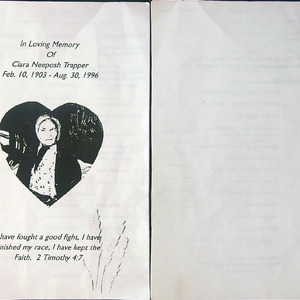 In Loving Memory
Of
Clara Neeposh Trapper
Feb. 10, 1903 - Aug. 30, 1996
have fought a good fight, I have
nished my race, I have kept the
Faith. 2 Timothy 4:7